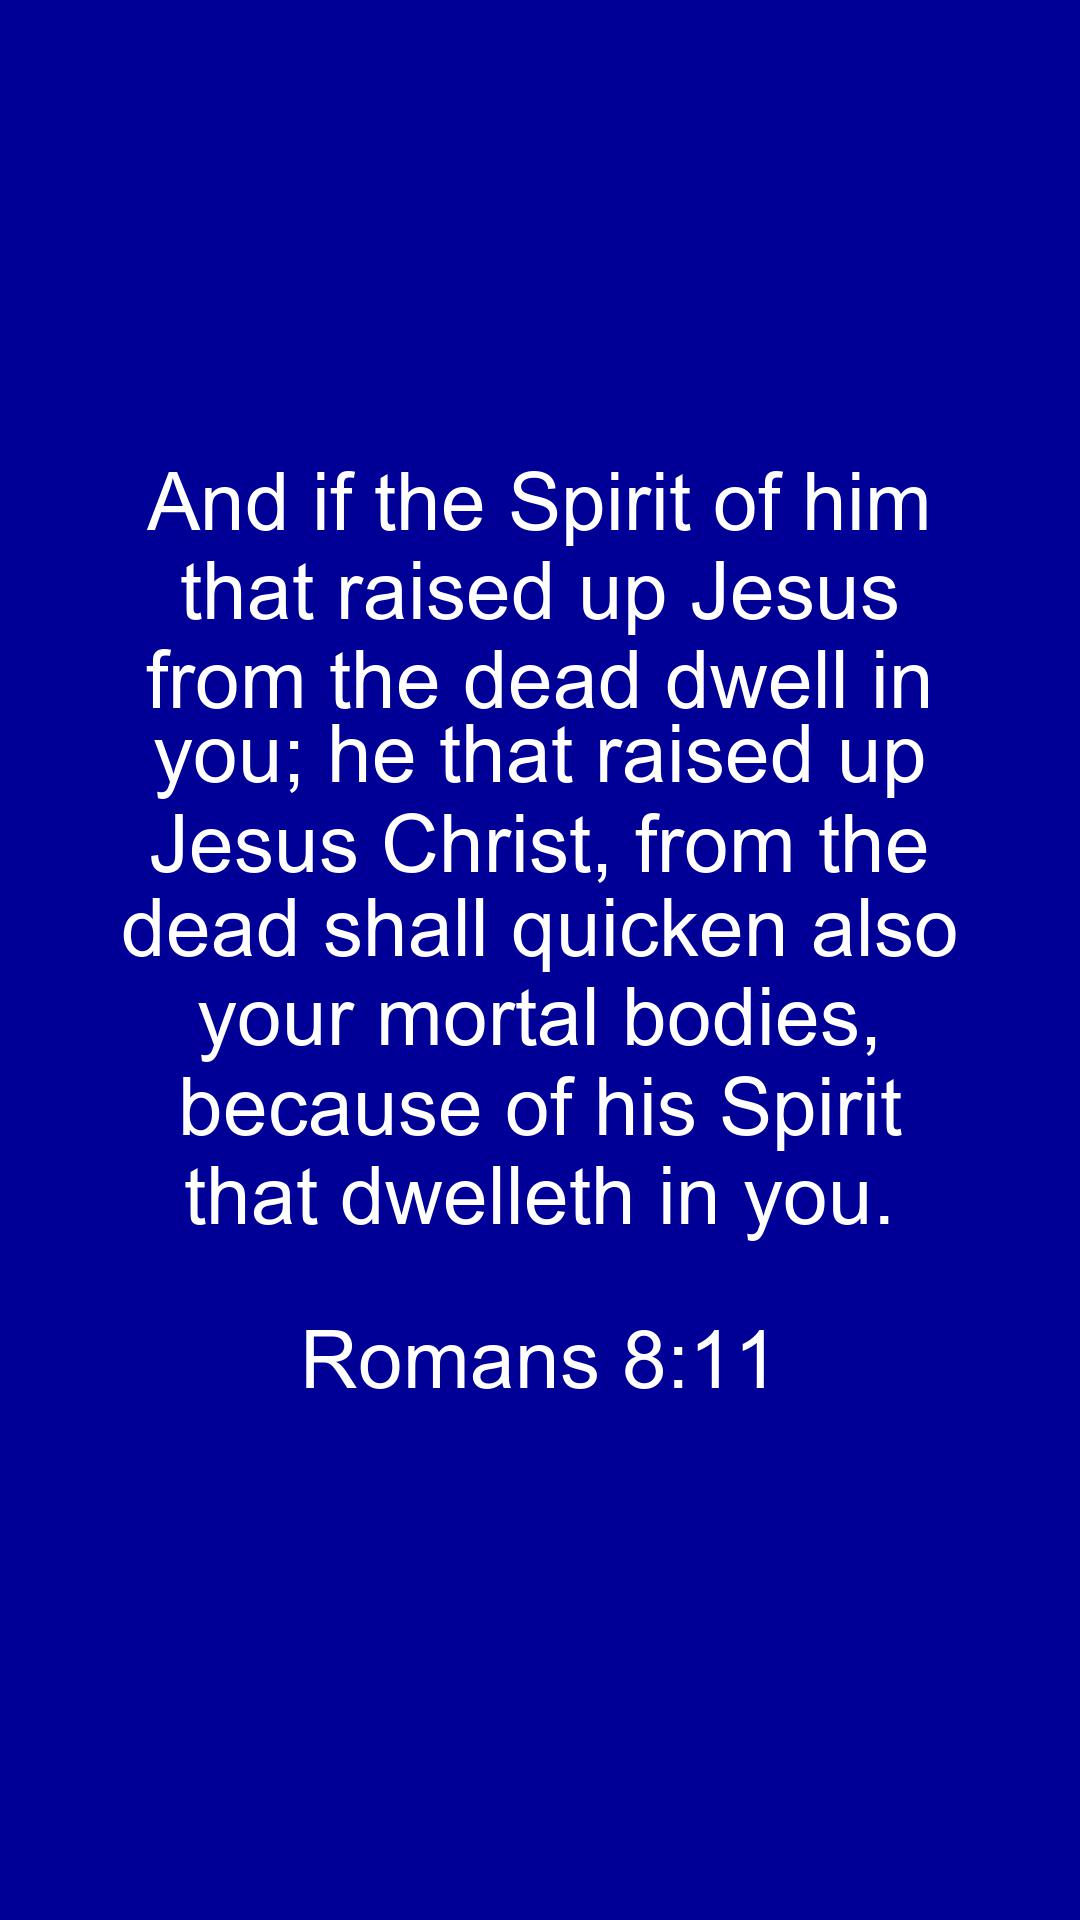 And if the Spirit of him
that raised up Jesus
from the dead dwell in
you; he that raised up
Jesus Christ, from the
dead shall quicken also
your mortal bodies,
because of his Spirit
that dwelleth in you.
Romans 8:11